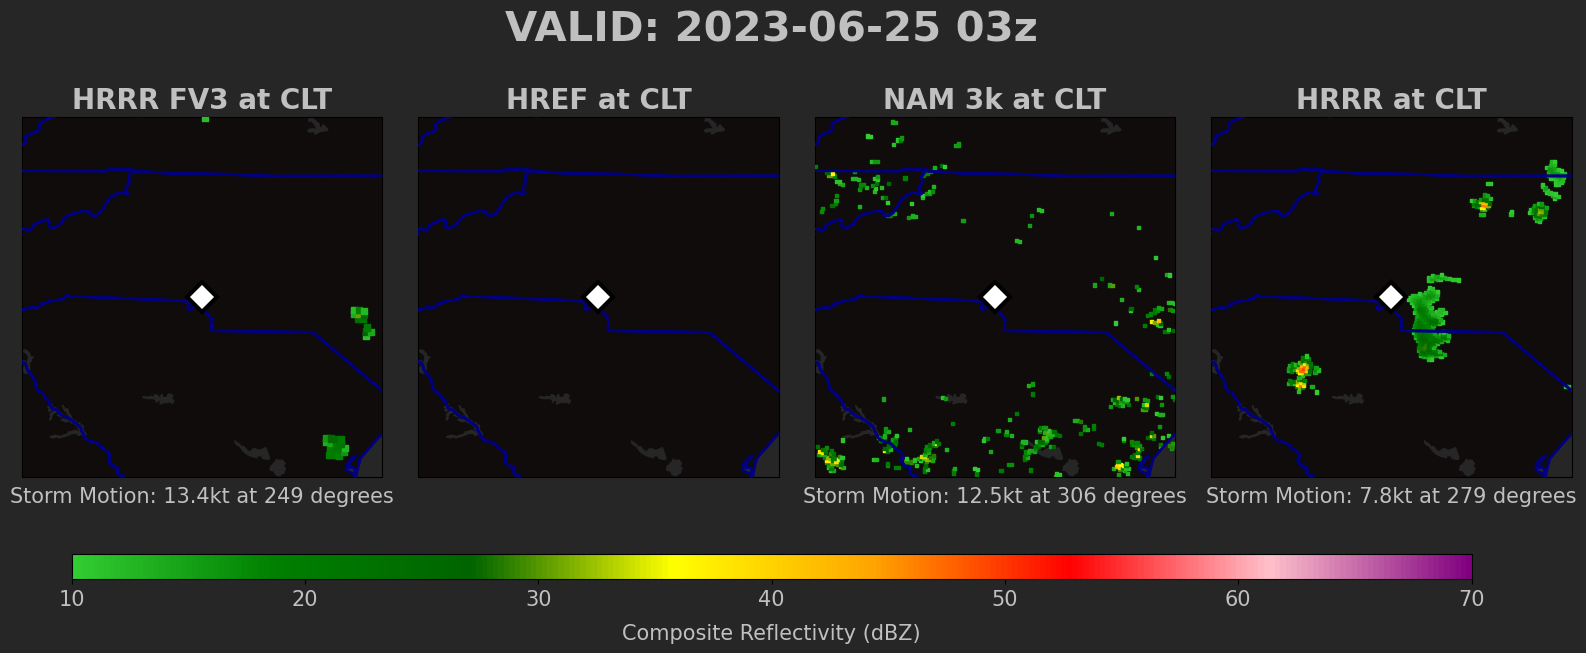 VALID: 2023-06-25 03z
HRRR FV3 at CLT
HREF at CLT
NAM 3k at CLT
HRRR at CLT
Storm Motion: 13.4kt at 249 degrees
Storm Motion: 12.5kt at 306 degrees
Storm Motion: 7.8kt at 279 degrees
10 20 30 40 50 60 70
Composite Reflectivity (dBZ)